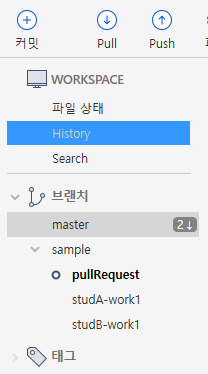 커밋 Pull Push
WORKSPACE
파일 상태
History
Search
브랜치
master 2↓
sample
pullRequest
studA-work1
studB-work1
태그